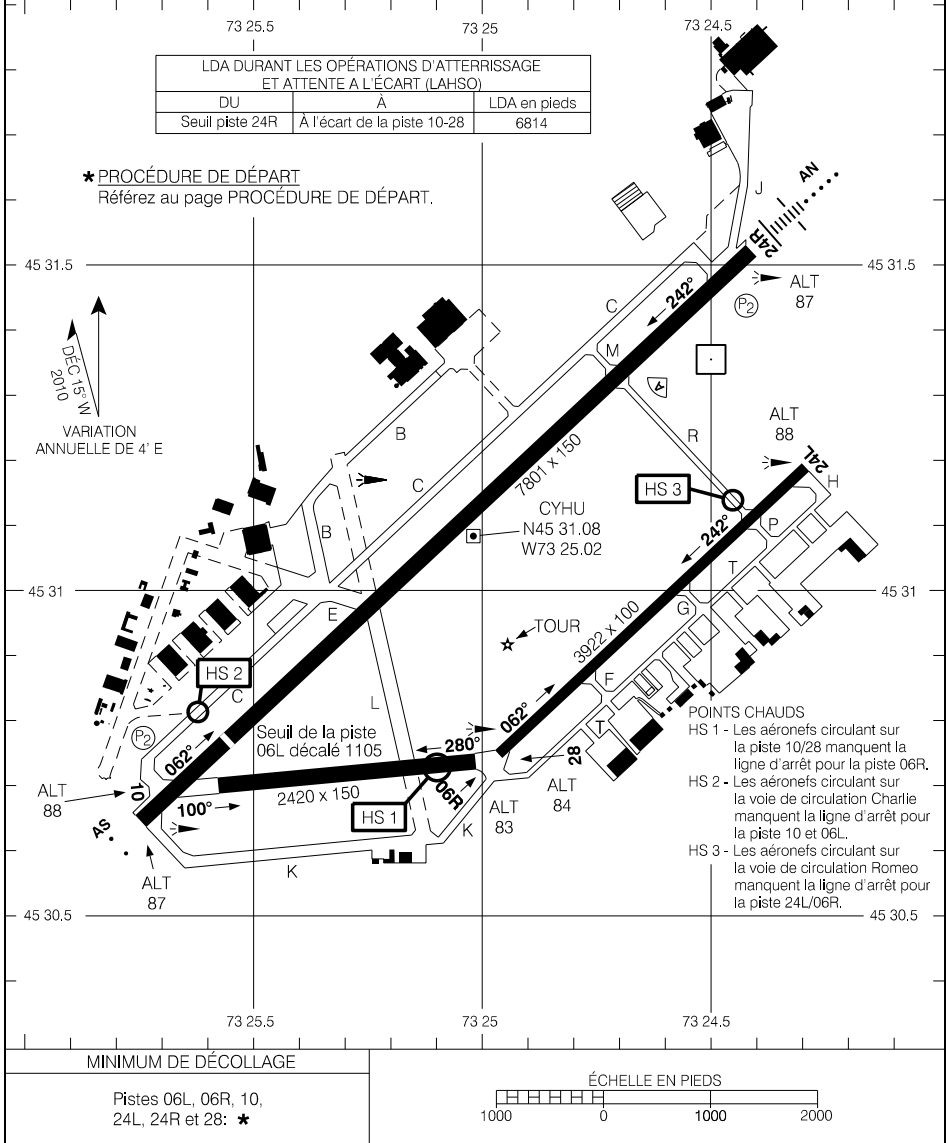 73 25.5
73 25
73 24.5
LDA DURANT LES OPÉRATIONS D'ATTERRISSAGE
ET ATTENTE A L'ÉCART (LAHSO)
DU À LDA en pieds
Seuil piste 24R À l'écart de la piste 10-28 6814
* PROCÉDURE DE DÉPART
Référez au page PROCÉDURE DE DÉPART.
AN
J
24R
45 31.5
45 31.5
ALT
87
242°
P2
C
M
A
DÉC 15° W
2010
VARIATION
ANNUELLE DE 4' E
B
R
ALT
88
24L
7801 x 150
C
HS 3
H
B
CYHU
N45 31.08
W73 25.02
P
242°
T
45 31
45 31
E
G
TOUR
3922 x 100
HS 2
C
F
L
P2
062°
Seuil de la piste
06L décalé 1105
062°
T
280°
28
POINTS CHAUDS
HS 1 - Les aéronefs circulant sur
la piste 10/28 manquent la
ligne d'arrêt pour la piste 06R.
HS 2 - Les aéronefs circulant sur
la voie de circulation Charlie
manquent la ligne d'arrêt pour
la piste 10 et 06L.
HS 3 - Les aéronefs circulant sur
la voie de circulation Romeo
manquent la ligne d'arrêt pour
la piste 24L/06R.
ALT
88
10
100°
2420 x 150
06R
HS 1
ALT
83
ALT
84
AS
K
K
ALT
87
45 30.5
45 30.5
73 25.5
73 25
73 24.5
MINIMUM DE DÉCOLLAGE
Pistes 06L, 06R, 10,
24L, 24R et 28: *
ÉCHELLE EN PIEDS
1000 0 1000 2000